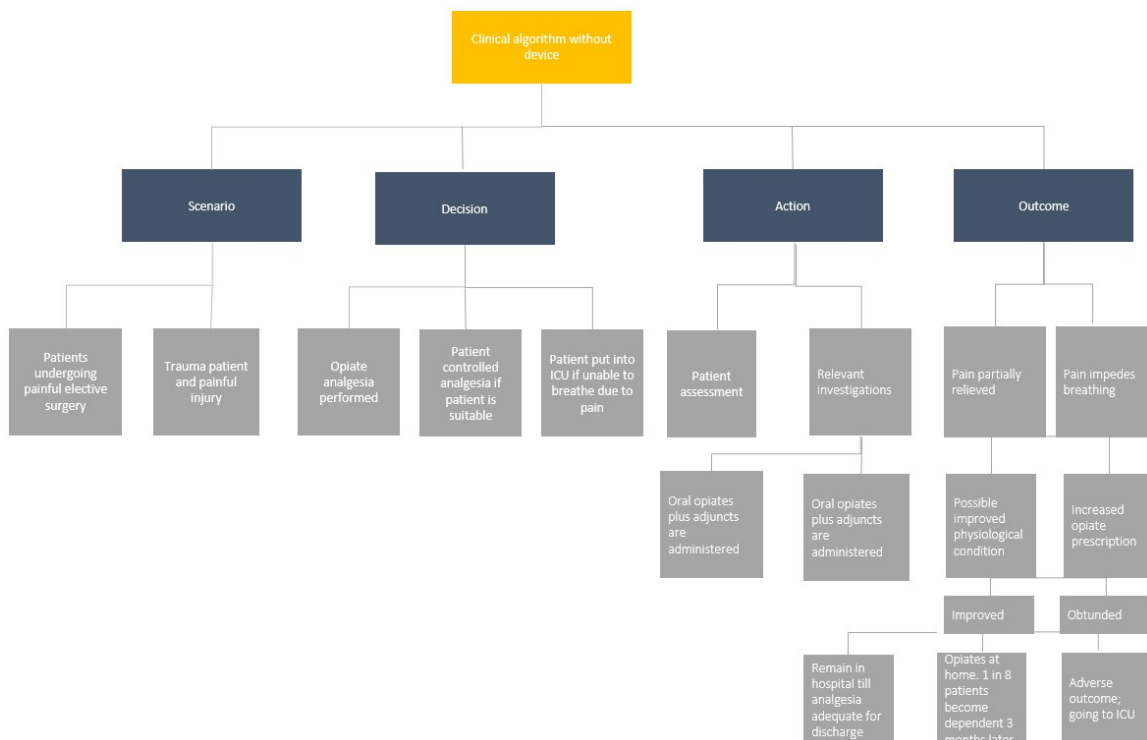 Clinical algorithm without
device
Scenario
Decision
Action
Outcome
Patients
undergoing
painful elective
surgery
Trauma patient
and painful
injury
Opiate
analgesia
performed
Patient
controlled
analgesia if
patient is
suitable
Patient put into
ICU if unable to
breathe due to
pain
Patient
assessment
Relevant
investigations
Pain partially
relieved
Pain impedes
breathing
Oral opiates
plus adjuncts
are
administered
Oral opiates
plus adjuncts
are
administered
Possible
improved
physiological
condition
Increased
opiate
prescription
Improved
Obtunded
Remain in
hospital till
analgesia
adequate for
discharge
Opiates at
home. 1 in 8
patients
become
dependent 3
months later
Adverse
outcome;
going to ICU